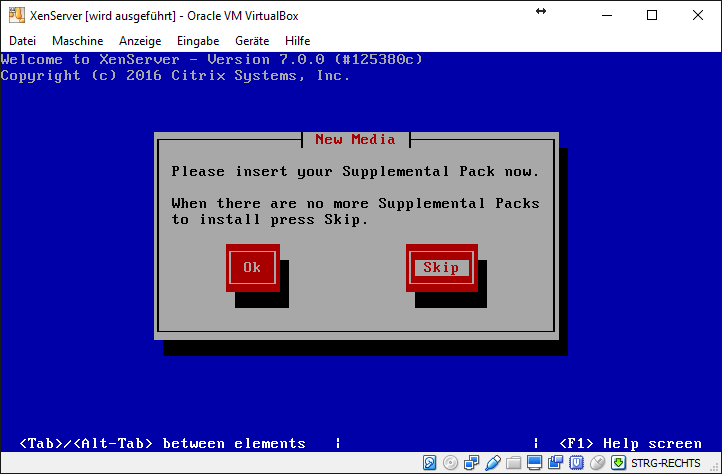 XenServer [wird ausgeführt] - Oracle VM VirtualBox
Datei Maschine Anzeige Eingabe Geräte Hilfe
Welcome to XenServer - Version 7.0.0 (#125380c)
Copyright (c) 2016 Citrix Systems, Inc.
New Media
Please insert your Supplemental Pack now.
When there are no more Supplemental Packs
to install press Skip.
Ok Skip
<Tab>/<Alt-Tab> between elements | | <F1> Help screen
STRG-RECHTS